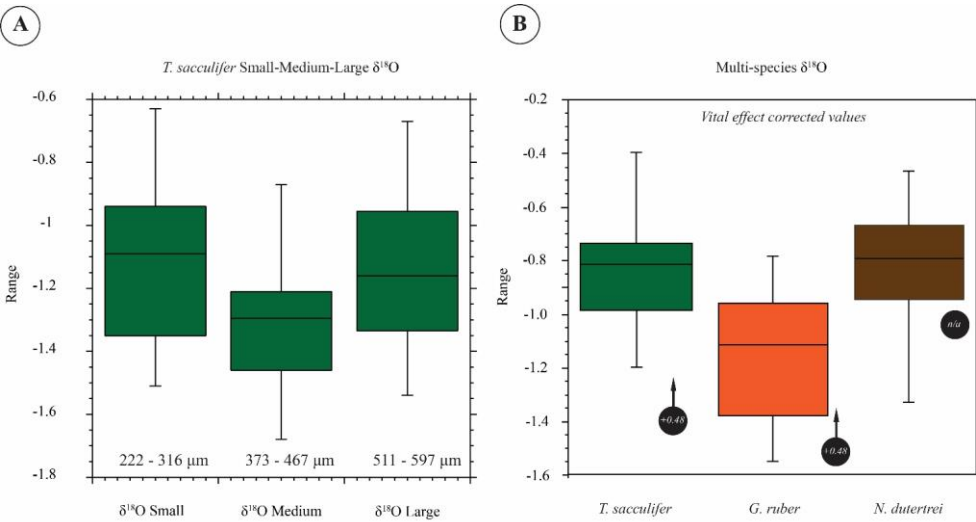 A
T. sacculifer Small-Medium-Large δ¹⁸O
Range
-0.6
-0.8
-1
-1.2
-1.4
-1.6
-1.8
222 - 316 µm
373 - 467 µm
511 - 597 µm
δ¹⁸O Small
δ¹⁸O Medium
δ¹⁸O Large
B
Multi-species δ¹⁸O
Vital effect corrected values
Range
-0.2
-0.4
-0.6
-0.8
-1.0
-1.2
-1.4
-1.6
n/a
+0.48
+0.48
T. sacculifer
G. ruber
N. dutertrei